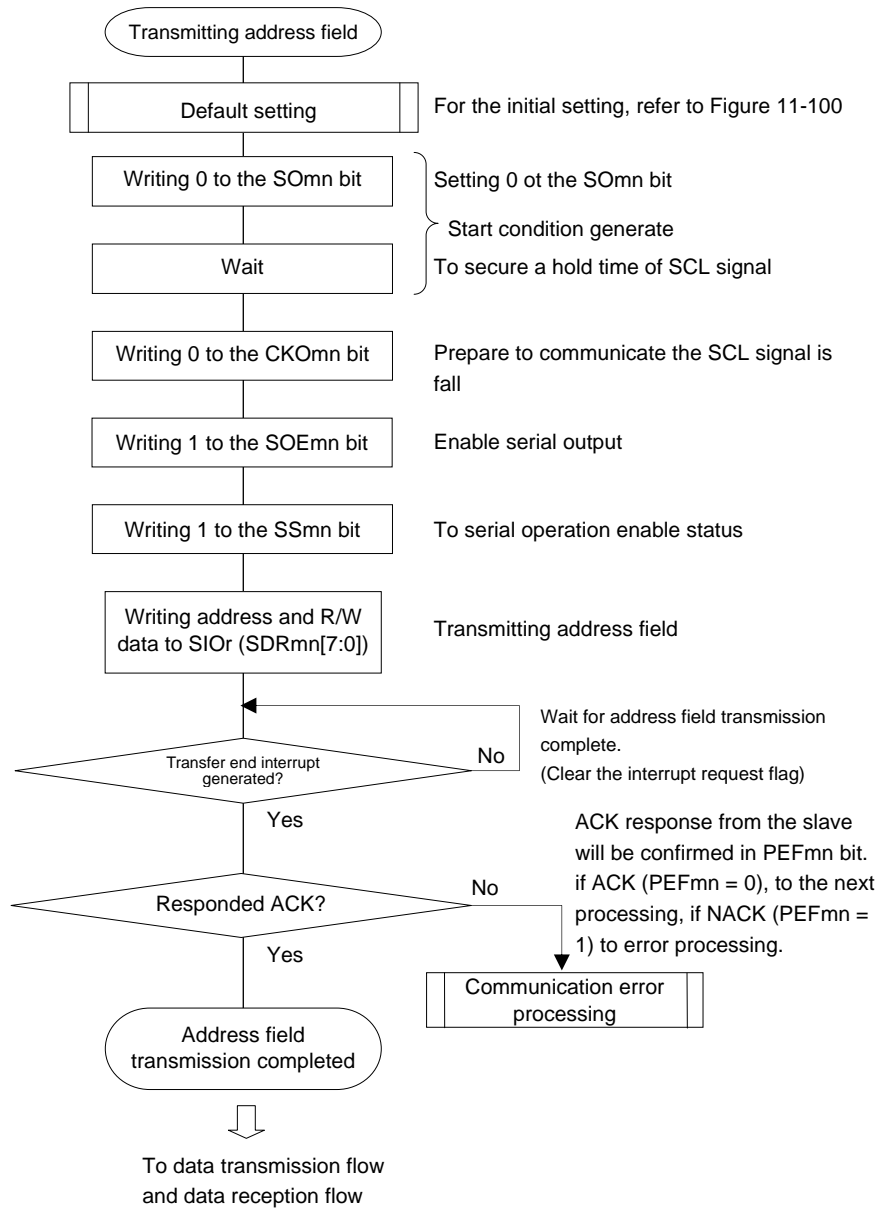 Transmitting address field
Default setting
For the initial setting, refer to Figure 11-100
Writing 0 to the SOmn bit
Setting 0 ot the SOmn bit
Start condition generate
Wait
To secure a hold time of SCL signal
Writing 0 to the CKOmn bit
Prepare to communicate the SCL signal is
fall
Writing 1 to the SOEmn bit
Enable serial output
Writing 1 to the SSmn bit
To serial operation enable status
Writing address and R/W
data to SIOr (SDRmn[7:0])
Transmitting address field
Wait for address field transmission
complete.
(Clear the interrupt request flag)
Transfer end interrupt
generated?
No
Yes
ACK response from the slave
will be confirmed in PEFmn bit.
if ACK (PEFmn = 0), to the next
processing, if NACK (PEFmn =
1) to error processing.
Responded ACK?
No
Yes
Communication error
processing
Address field
transmission completed
To data transmission flow
and data reception flow